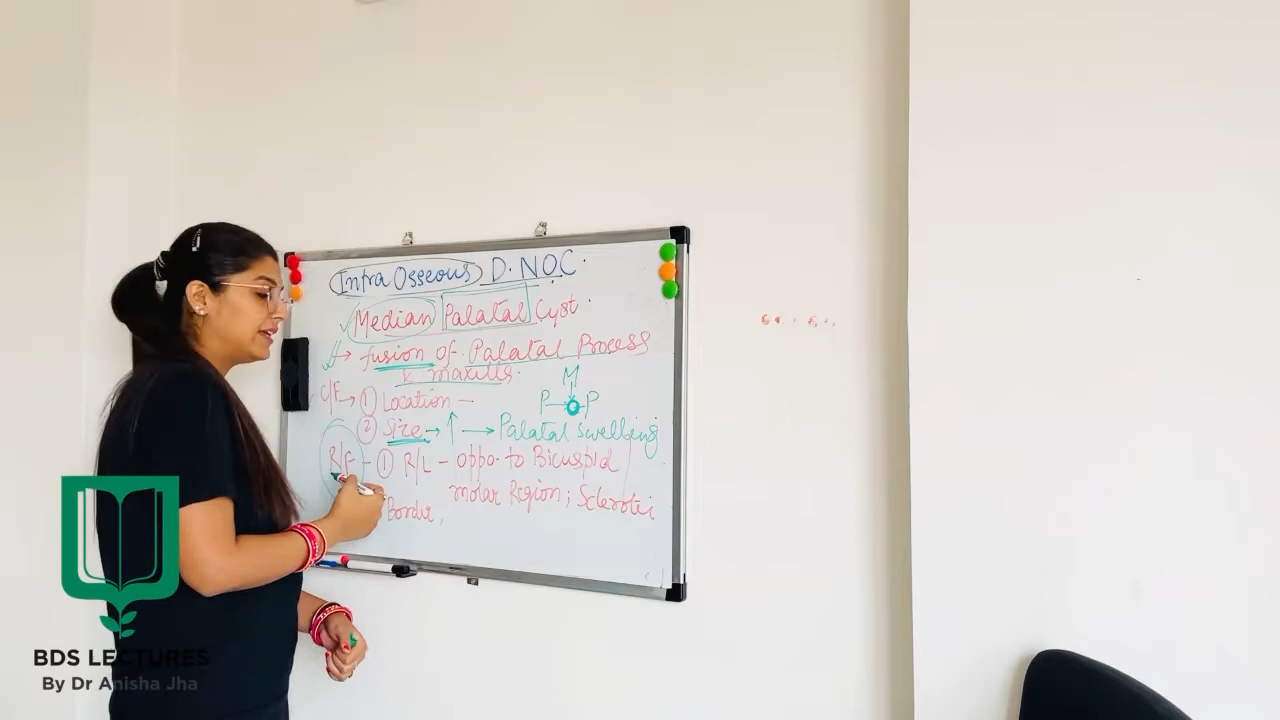 Intra Osseous D.NOC.
Median Palatal Cyst.
→ fusion of Palatal Process
maxilla.
M
P → P
C/F → ① Location -
② Size → ↑ → Palatal Swelling
R/F - ① R/L - oppo. to Bicuspid
molar Region; Sclerotic
Border,
BDS LECTURES
By Dr Anisha Jha